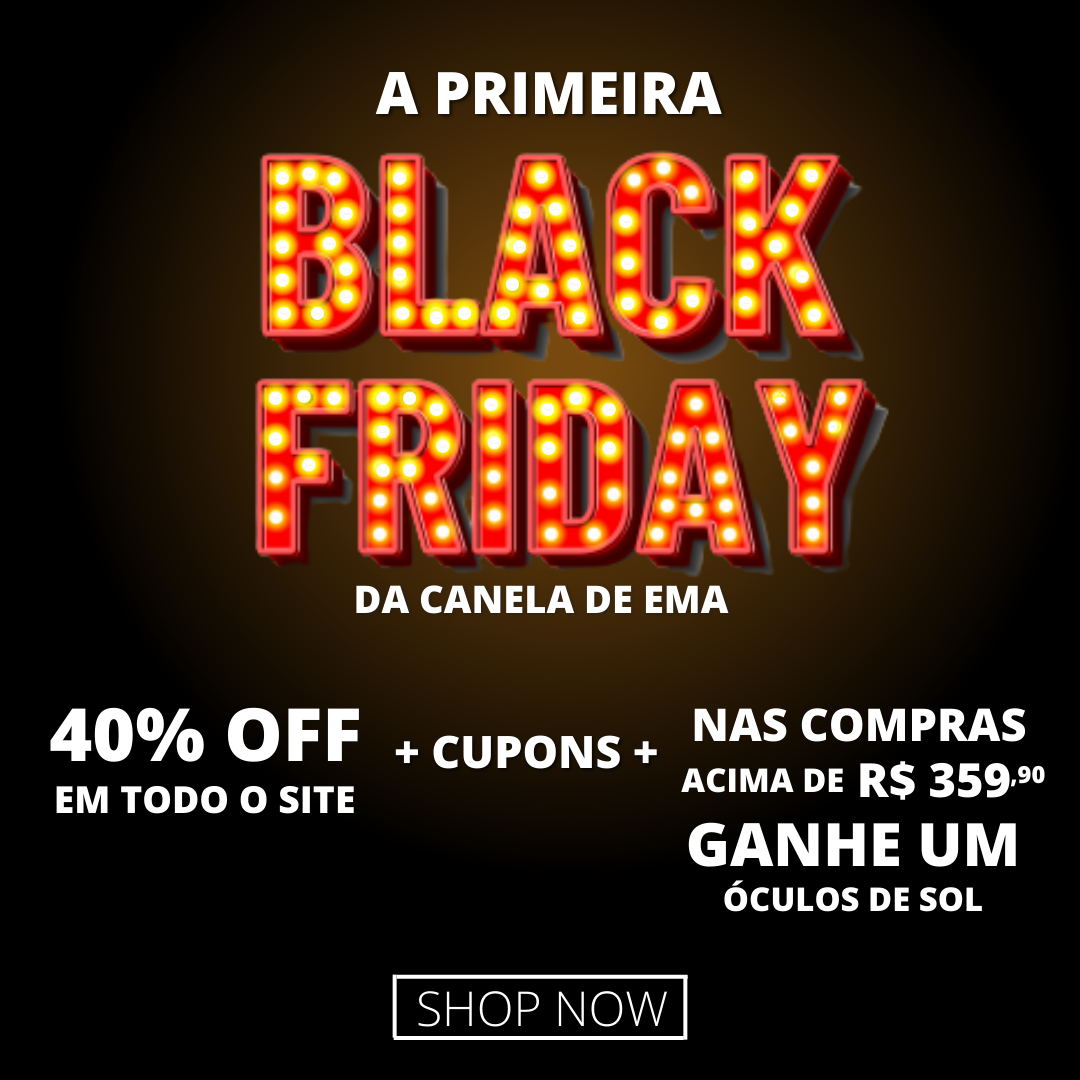 A PRIMEIRA
BLACK
FRIDAY
DA CANELA DE EMA
40% OFF
EM TODO O SITE
+ CUPONS +
NAS COMPRAS
ACIMA DE R$ 359,90
GANHE UM
ÓCULOS DE SOL
SHOP NOW